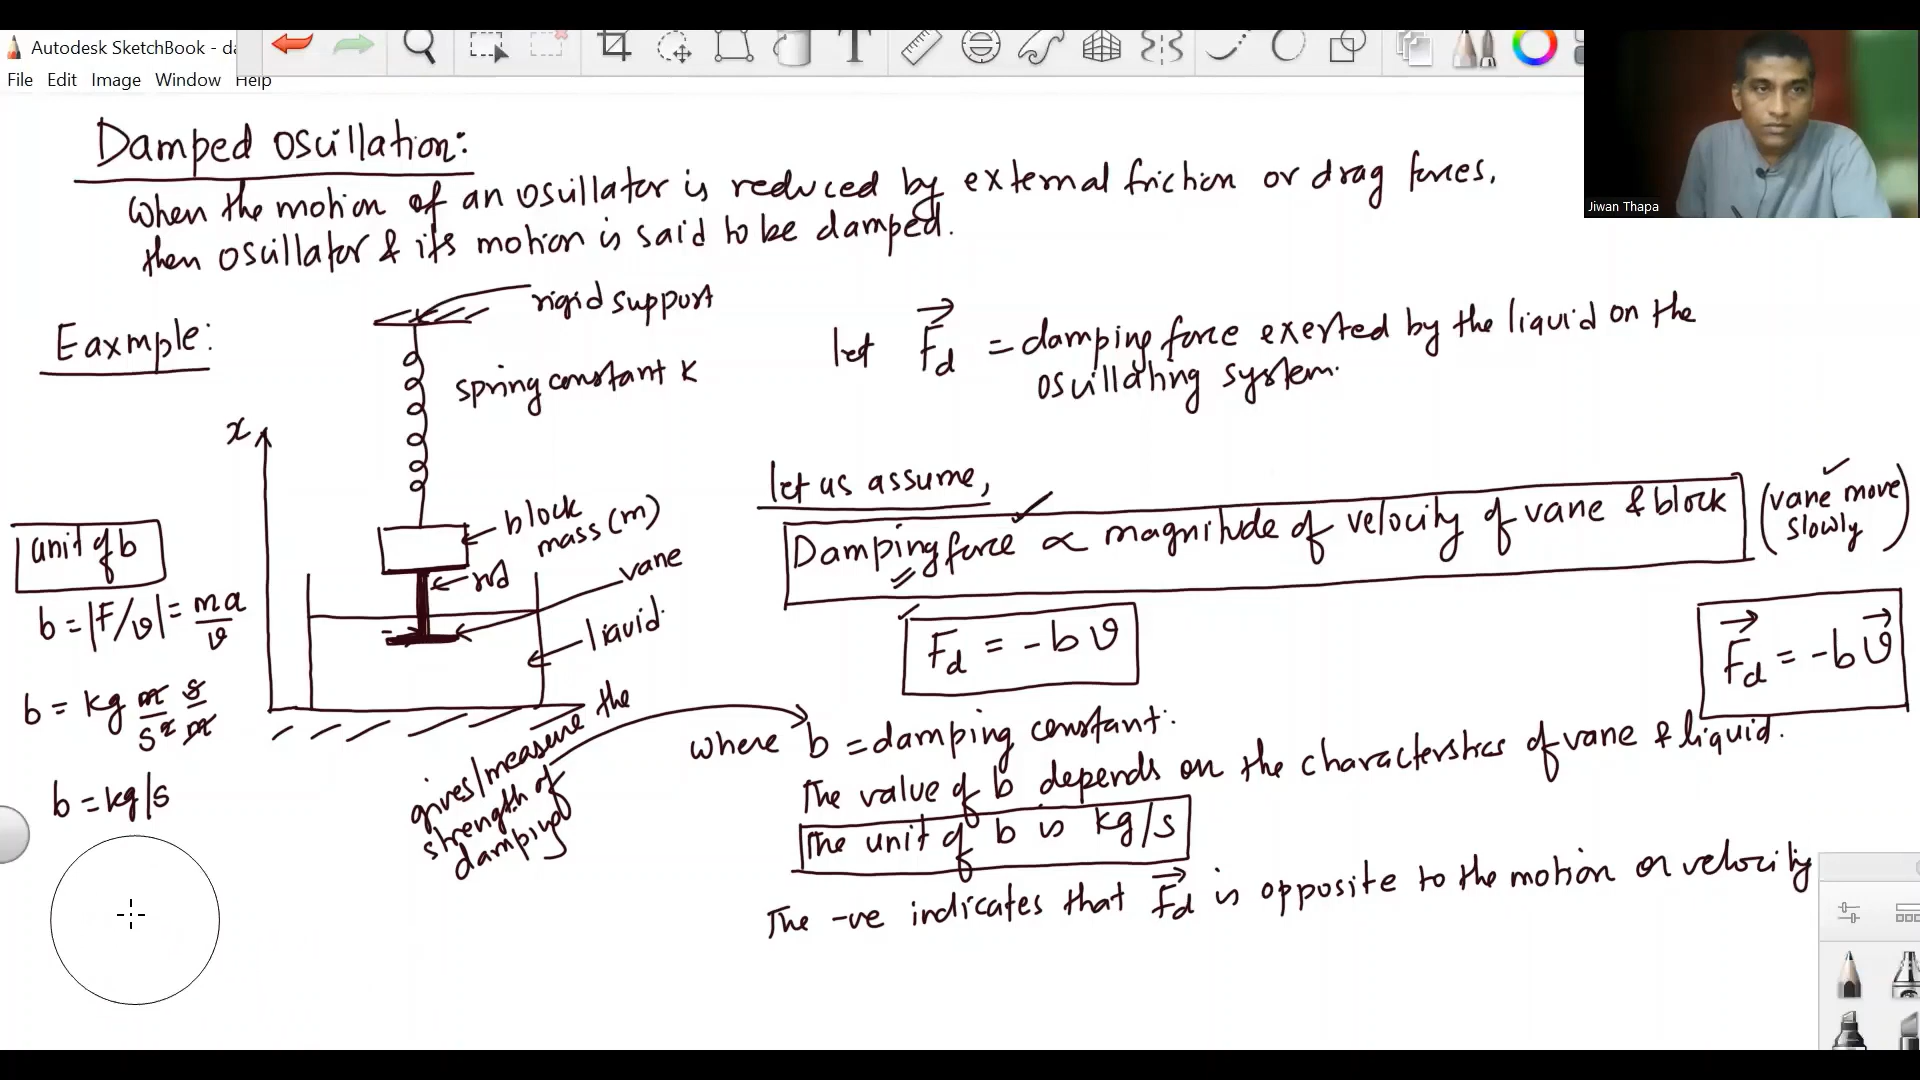 Autodesk SketchBook - da
File Edit Image Window Help
Jiwan Thapa
Damped oscillation:
When the motion of an oscillator is reduced by external friction or drag forces,
then oscillator & its motion is said to be damped.
Eaxmple:
rigid support
spring constant K
x
block
mass (m)
rod
vane
liquid
let F⃗d = damping force exerted by the liquid on the
oscillating system.
let us assume,
Damping force ∝ magnitude of velocity of vane & block
(vane move
slowly)
Fd = -bv
F⃗d = -bv⃗
unit of b
b = |F/v| = ma/v
b = kg m/s² s/m
b = kg/s
gives/measure the
strength of
damping
where b = damping constant.
The value of b depends on the characterstics of vane & liquid.
The unit of b is kg/s
The -ve indicates that F⃗d is opposite to the motion or velocity